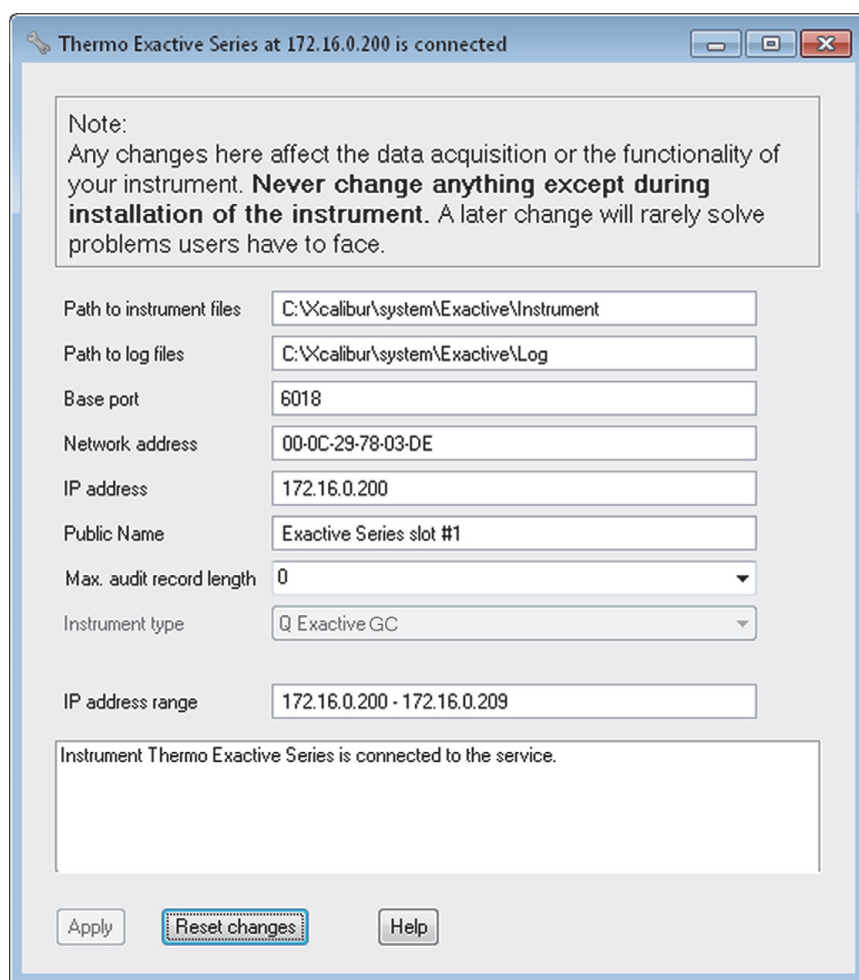 Thermo Exactive Series at 172.16.0.200 is connected
Note:
Any changes here affect the data acquisition or the functionality of
your instrument. Never change anything except during
installation of the instrument. A later change will rarely solve
problems users have to face.
Path to instrument files C:\Xcalibur\system\Exactive\Instrument
Path to log files C:\Xcalibur\system\Exactive\Log
Base port 6018
Network address 00-0C-29-78-03-DE
IP address 172.16.0.200
Public Name Exactive Series slot #1
Max. audit record length 0
Instrument type Q Exactive GC
IP address range 172.16.0.200 - 172.16.0.209
Instrument Thermo Exactive Series is connected to the service.
Apply Reset changes Help